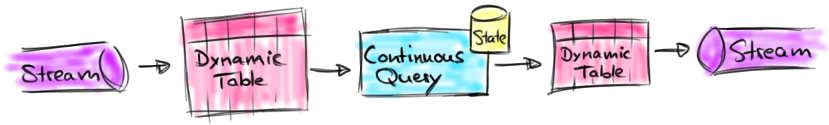 Stream
Dynamic
Table
Continuous
Query
State
Dynamic
Table
Stream